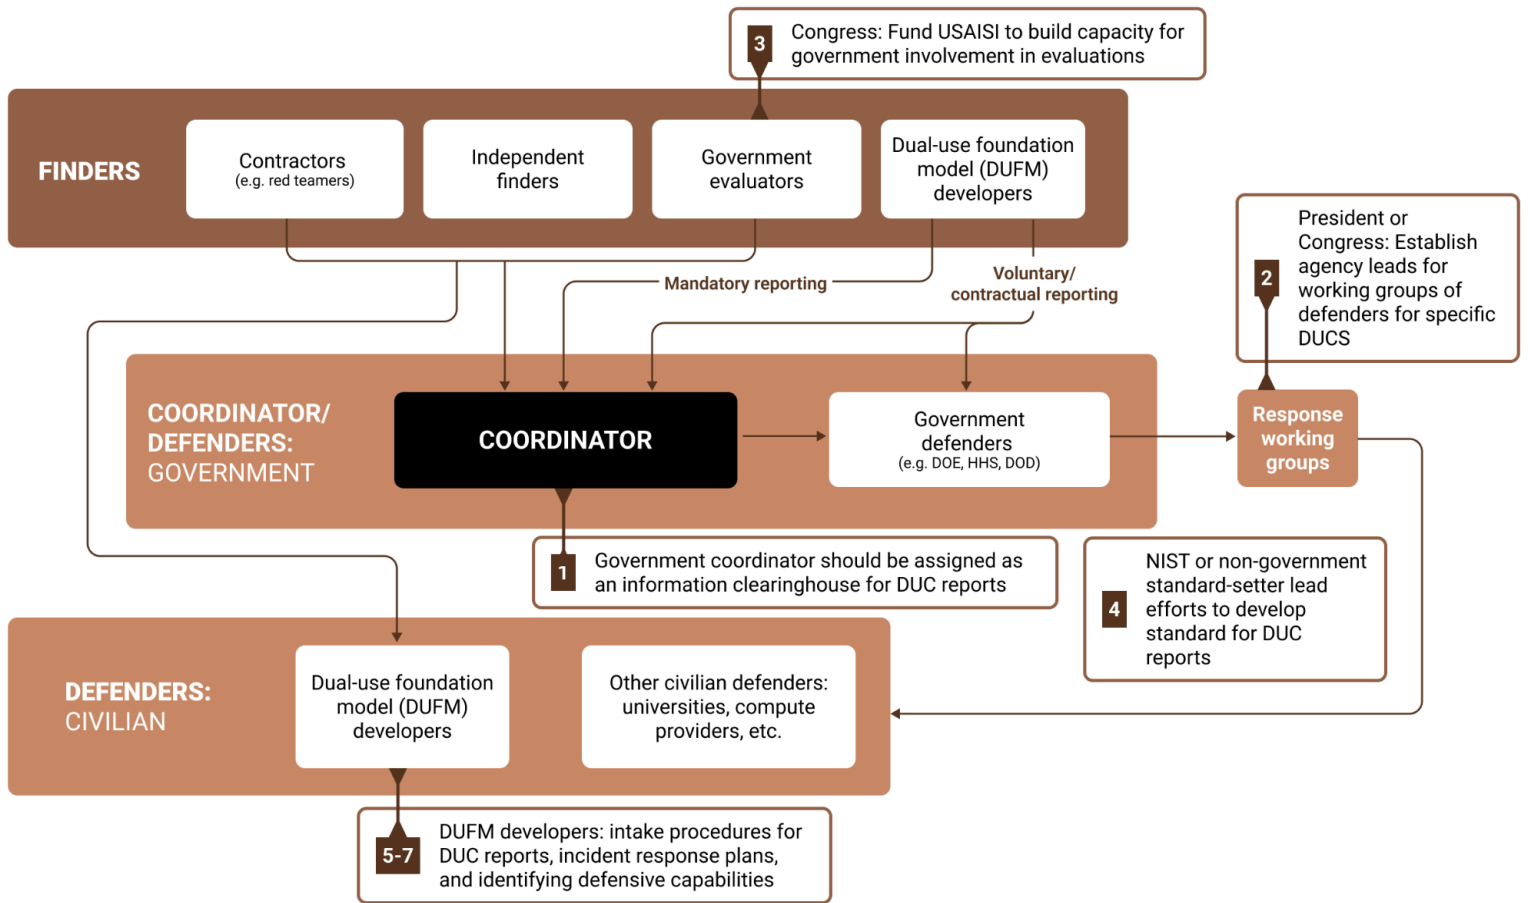 3
Congress: Fund USAISI to build capacity for
government involvement in evaluations
FINDERS
Contractors
(e.g. red teamers)
Independent
finders
Government
evaluators
Dual-use foundation
model (DUFM)
developers
Mandatory reporting
Voluntary/
contractual reporting
2
President or
Congress: Establish
agency leads for
working groups of
defenders for specific
DUCS
COORDINATOR/
DEFENDERS:
GOVERNMENT
COORDINATOR
Government
defenders
(e.g. DOE, HHS, DOD)
Response
working
groups
1
Government coordinator should be assigned as
an information clearinghouse for DUC reports
4
NIST or non-government
standard-setter lead
efforts to develop
standard for DUC
reports
DEFENDERS:
CIVILIAN
Dual-use foundation
model (DUFM)
developers
Other civilian defenders:
universities, compute
providers, etc.
5-7
DUFM developers: intake procedures for
DUC reports, incident response plans,
and identifying defensive capabilities